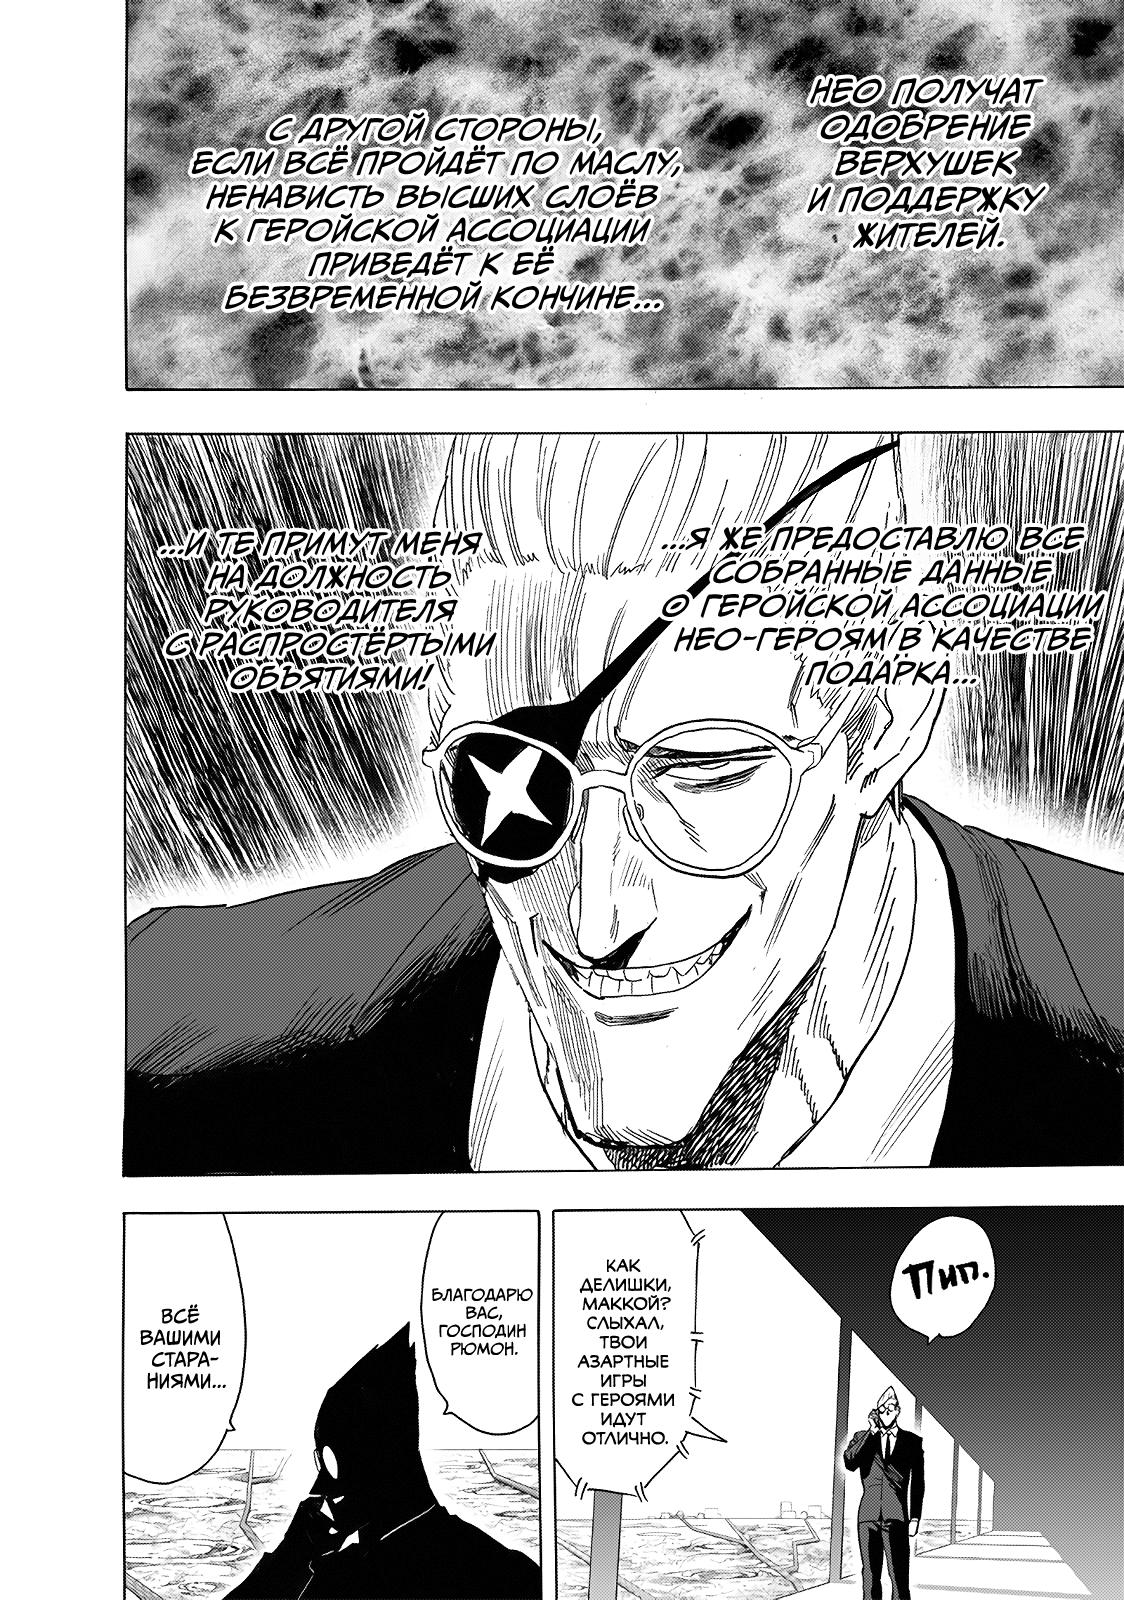 НЕО ПОЛУЧАТ
ОДОБРЕНИЕ
ВЕРХУШЕК
И ПОДДЕРЖКУ
ЖИТЕЛЕЙ.
С ДРУГОЙ СТОРОНЫ,
ЕСЛИ ВСЁ ПРОЙДЁТ ПО МАСЛУ,
НЕНАВИСТЬ ВЫСШИХ СЛОЁВ
К ГЕРОЙСКОЙ АССОЦИАЦИИ
ПРИВЕДЁТ К ЕЁ
БЕЗВРЕМЕННОЙ КОНЧИНЕ...
...Я ЖЕ ПРЕДОСТАВЛЮ ВСЕ
СОБРАННЫЕ ДАННЫЕ
О ГЕРОЙСКОЙ АССОЦИАЦИИ
НЕО-ГЕРОЯМ В КАЧЕСТВЕ
ПОДАРКА...
...И ТЕ ПРИМУТ МЕНЯ
НА ДОЛЖНОСТЬ
РУКОВОДИТЕЛЯ
С РАСПРОСТЁРТЫМИ
ОБЪЯТИЯМИ!
Пип.
КАК
ДЕЛИШКИ,
МАККОЙ?
СЛЫХАЛ,
ТВОИ
АЗАРТНЫЕ
ИГРЫ
С ГЕРОЯМИ
ИДУТ
ОТЛИЧНО.
БЛАГОДАРЮ
ВАС,
ГОСПОДИН
РЮМОН.
ВСЁ
ВАШИМИ
СТАРА-
НИЯМИ...